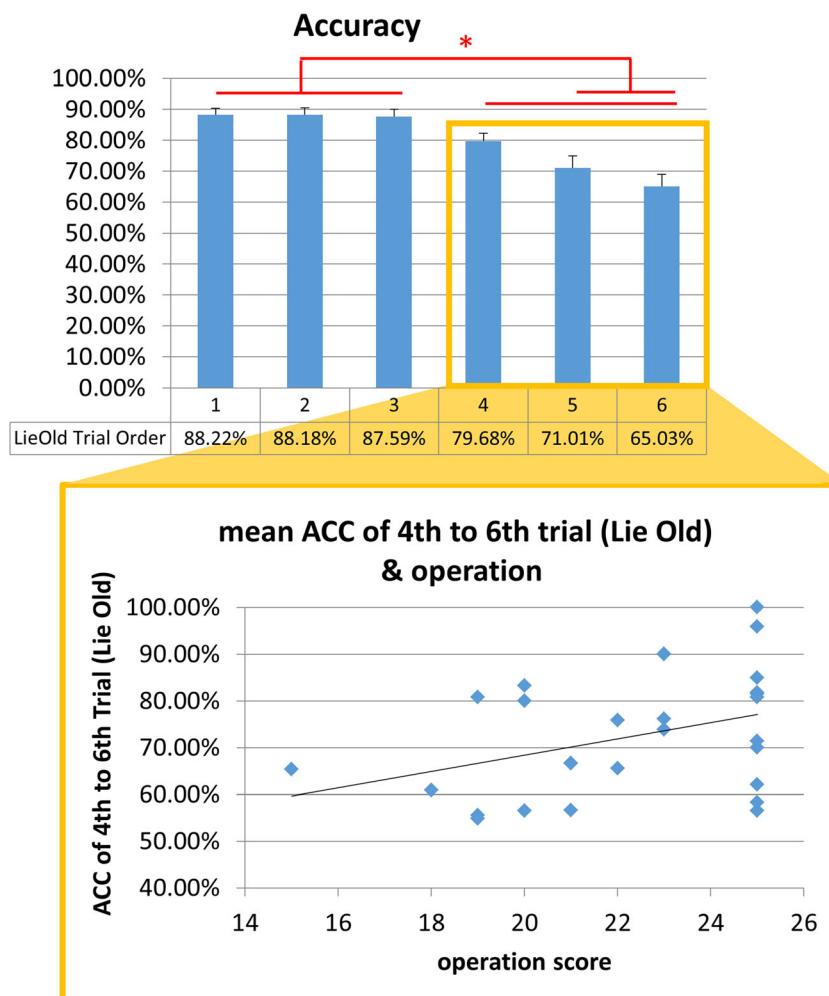 Accuracy
*
100.00%
90.00%
80.00%
70.00%
60.00%
50.00%
40.00%
30.00%
20.00%
10.00%
0.00%
1 2 3 4 5 6
LieOld Trial Order 88.22% 88.18% 87.59% 79.68% 71.01% 65.03%
mean ACC of 4th to 6th trial (Lie Old)
& operation
ACC of 4th to 6th Trial (Lie Old)
100.00%
90.00%
80.00%
70.00%
60.00%
50.00%
40.00%
14 16 18 20 22 24 26
operation score